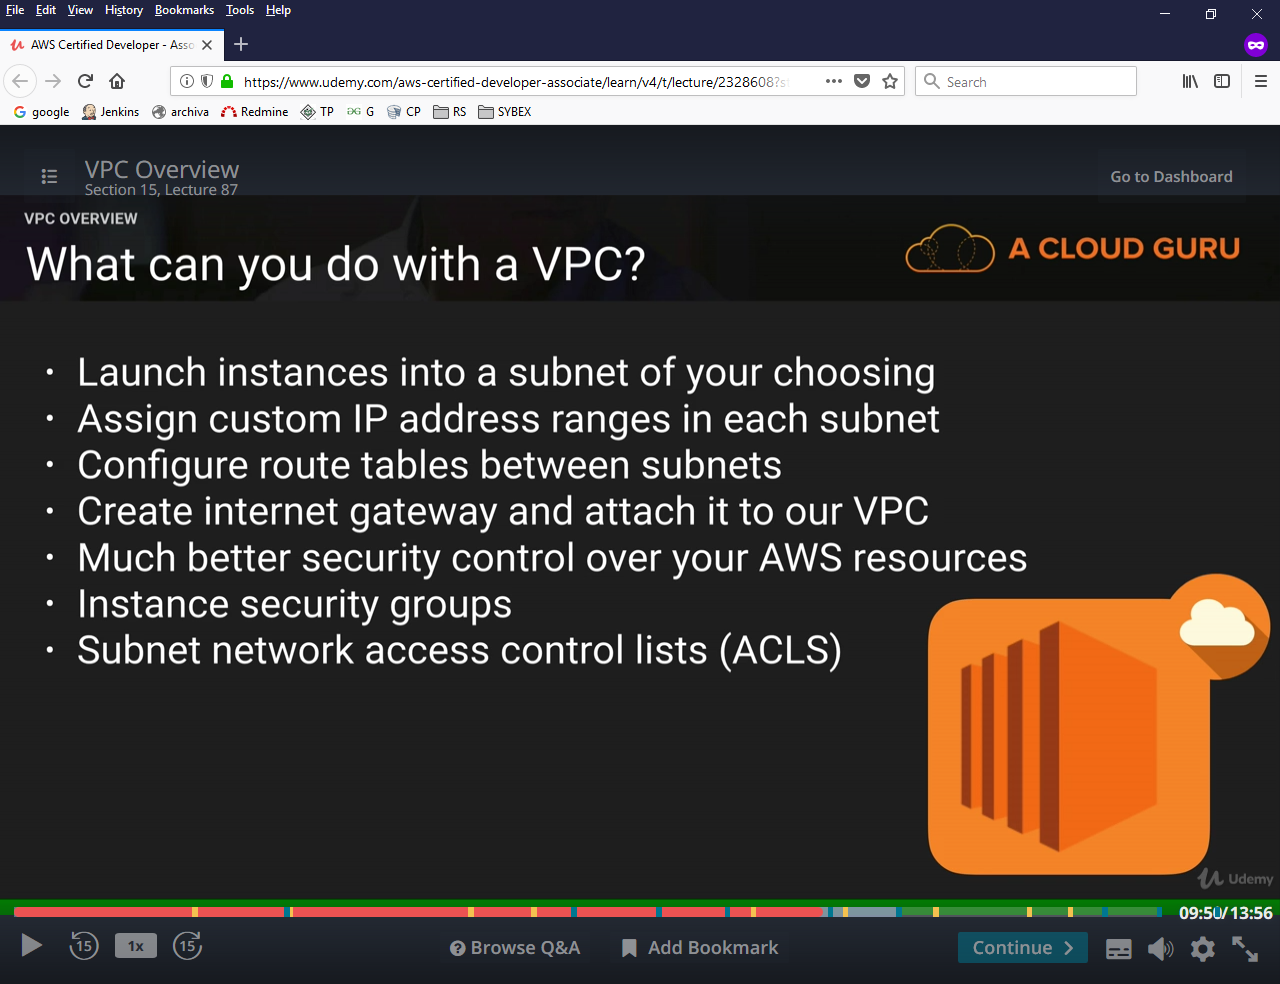 File Edit View History Bookmarks Tools Help
AWS Certified Developer - Asso
https://www.udemy.com/aws-certified-developer-associate/learn/v4/t/lecture/2328608?s
Search
google Jenkins archiva Redmine TP G CP RS SYBEX
VPC Overview
Section 15, Lecture 87
Go to Dashboard
VPC OVERVIEW
What can you do with a VPC?
A CLOUD GURU
· Launch instances into a subnet of your choosing
· Assign custom IP address ranges in each subnet
· Configure route tables between subnets
· Create internet gateway and attach it to our VPC
· Much better security control over your AWS resources
· Instance security groups
· Subnet network access control lists (ACLS)
Udemy
09:50/13:56
15 1x 15
Browse Q&A
Add Bookmark
Continue